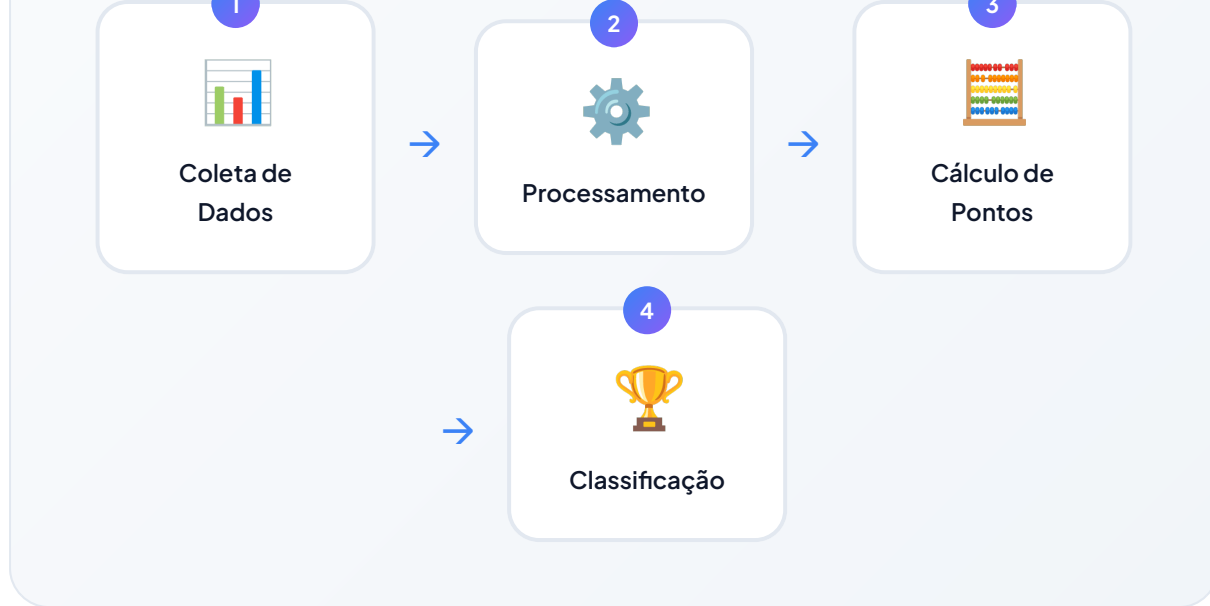 1
2
3
Coleta de
Dados
→
Processamento
→
Cálculo de
Pontos
4
→
Classificação